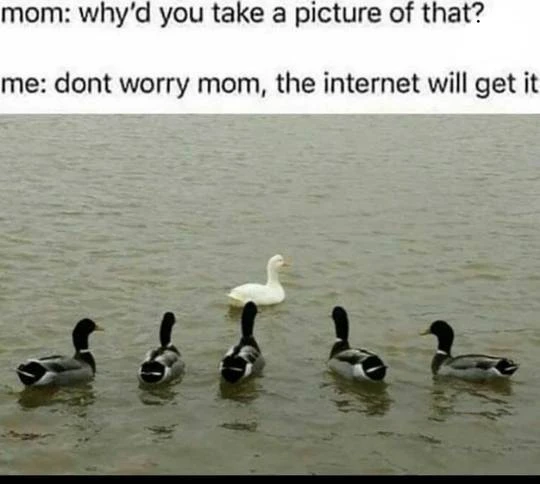 mom: why'd you take a picture of that?
me: dont worry mom, the internet will get it